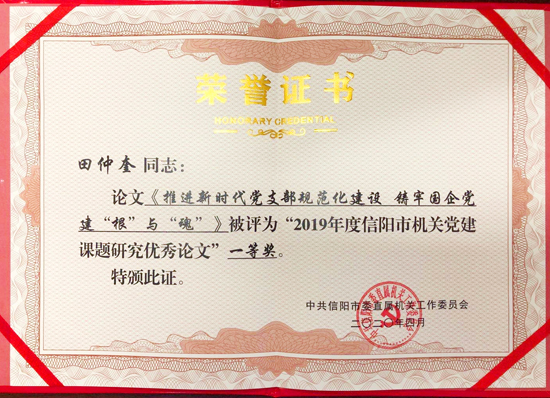 荣誉证书
HONORARY CREDENTIAL
田仲奎同志：
论文《推进新时代党支部规范化建设 铸牢国企党
建“根”与“魂”》被评为“2019年度信阳市机关党建
课题研究优秀论文”一等奖。
特颁此证。
中共信阳市委直属机关工作委员会
二〇二〇年四月